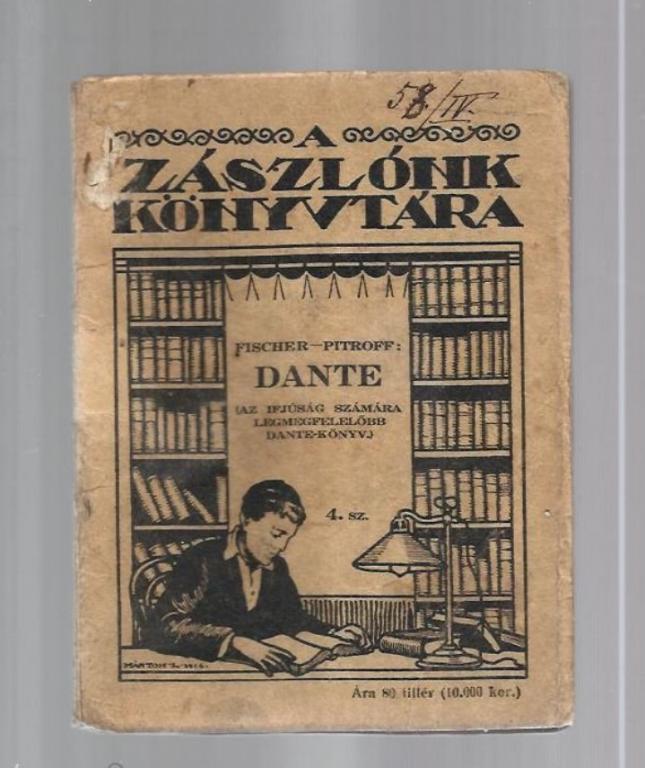 58/IV.
A
ZÁSZLÓNK
KÖNYVTÁRA
FISCHER—PITROFF:
DANTE
(AZ IFJÚSÁG SZÁMÁRA
LEGMEGFELELŐBB
DANTE-KÖNYV.)
4. sz.
Ára 80 fillér (10.000 kor.)